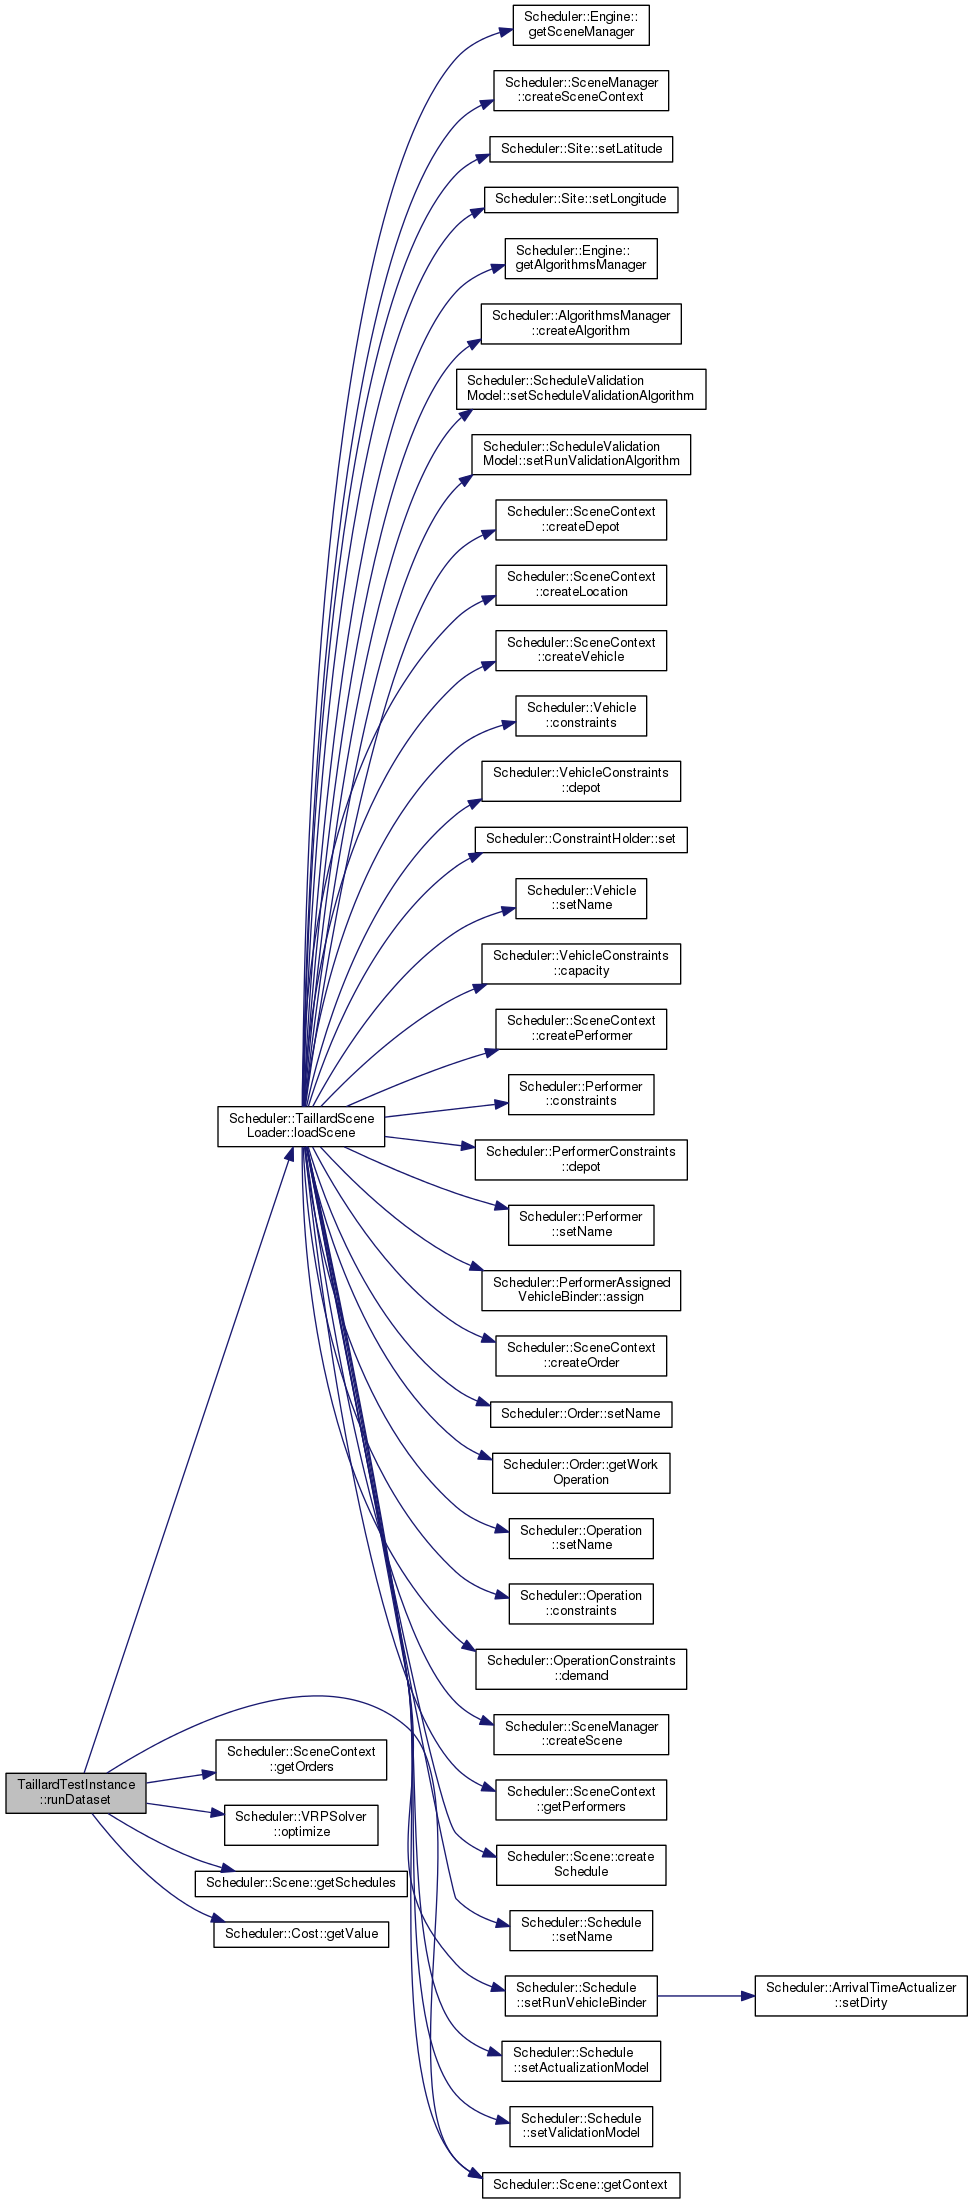 Scheduler::Engine::
getSceneManager
Scheduler::SceneManager
::createSceneContext
Scheduler::Site::setLatitude
Scheduler::Site::setLongitude
Scheduler::Engine::
getAlgorithmsManager
Scheduler::AlgorithmsManager
::createAlgorithm
Scheduler::ScheduleValidation
Model::setScheduleValidationAlgorithm
Scheduler::ScheduleValidation
Model::setRunValidationAlgorithm
Scheduler::SceneContext
::createDepot
Scheduler::SceneContext
::createLocation
Scheduler::SceneContext
::createVehicle
Scheduler::Vehicle
::constraints
Scheduler::VehicleConstraints
::depot
Scheduler::ConstraintHolder::set
Scheduler::Vehicle
::setName
Scheduler::VehicleConstraints
::capacity
Scheduler::SceneContext
::createPerformer
Scheduler::Performer
::constraints
Scheduler::TaillardScene
Loader::loadScene
Scheduler::PerformerConstraints
::depot
Scheduler::Performer
::setName
Scheduler::PerformerAssigned
VehicleBinder::assign
Scheduler::SceneContext
::createOrder
Scheduler::Order::setName
Scheduler::Order::getWork
Operation
Scheduler::Operation
::setName
Scheduler::Operation
::constraints
Scheduler::OperationConstraints
::demand
Scheduler::SceneManager
::createScene
Scheduler::SceneContext
::getOrders
TaillardTestInstance
::runDataset
Scheduler::SceneContext
::getPerformers
Scheduler::VRPSolver
::optimize
Scheduler::Scene::create
Schedule
Scheduler::Scene::getSchedules
Scheduler::Schedule
::setName
Scheduler::Cost::getValue
Scheduler::Schedule
::setRunVehicleBinder
Scheduler::ArrivalTimeActualizer
::setDirty
Scheduler::Schedule
::setActualizationModel
Scheduler::Schedule
::setValidationModel
Scheduler::Scene::getContext